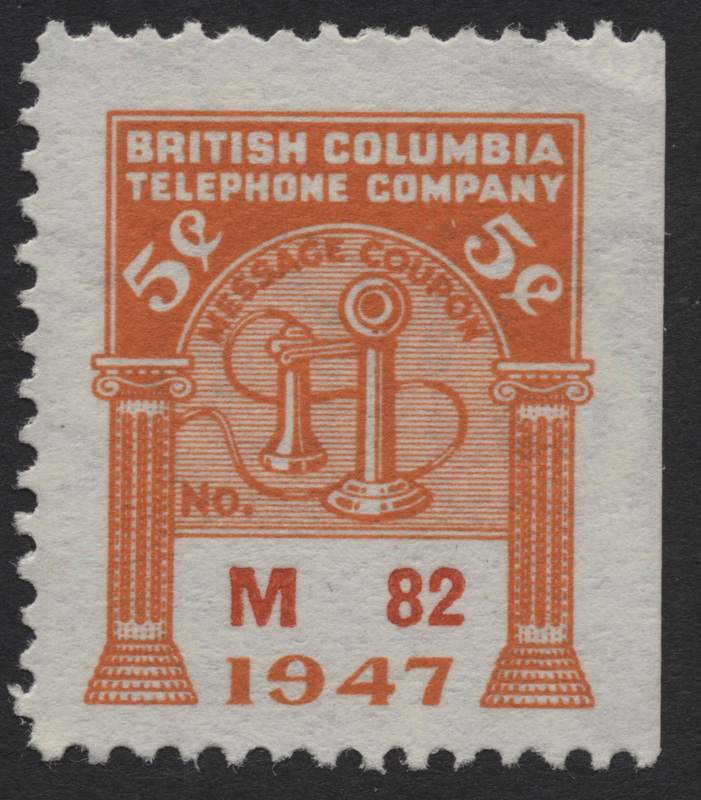 BRITISH COLUMBIA
TELEPHONE COMPANY
5¢ 5¢
MESSAGE COUPON
No.
M 82
1947